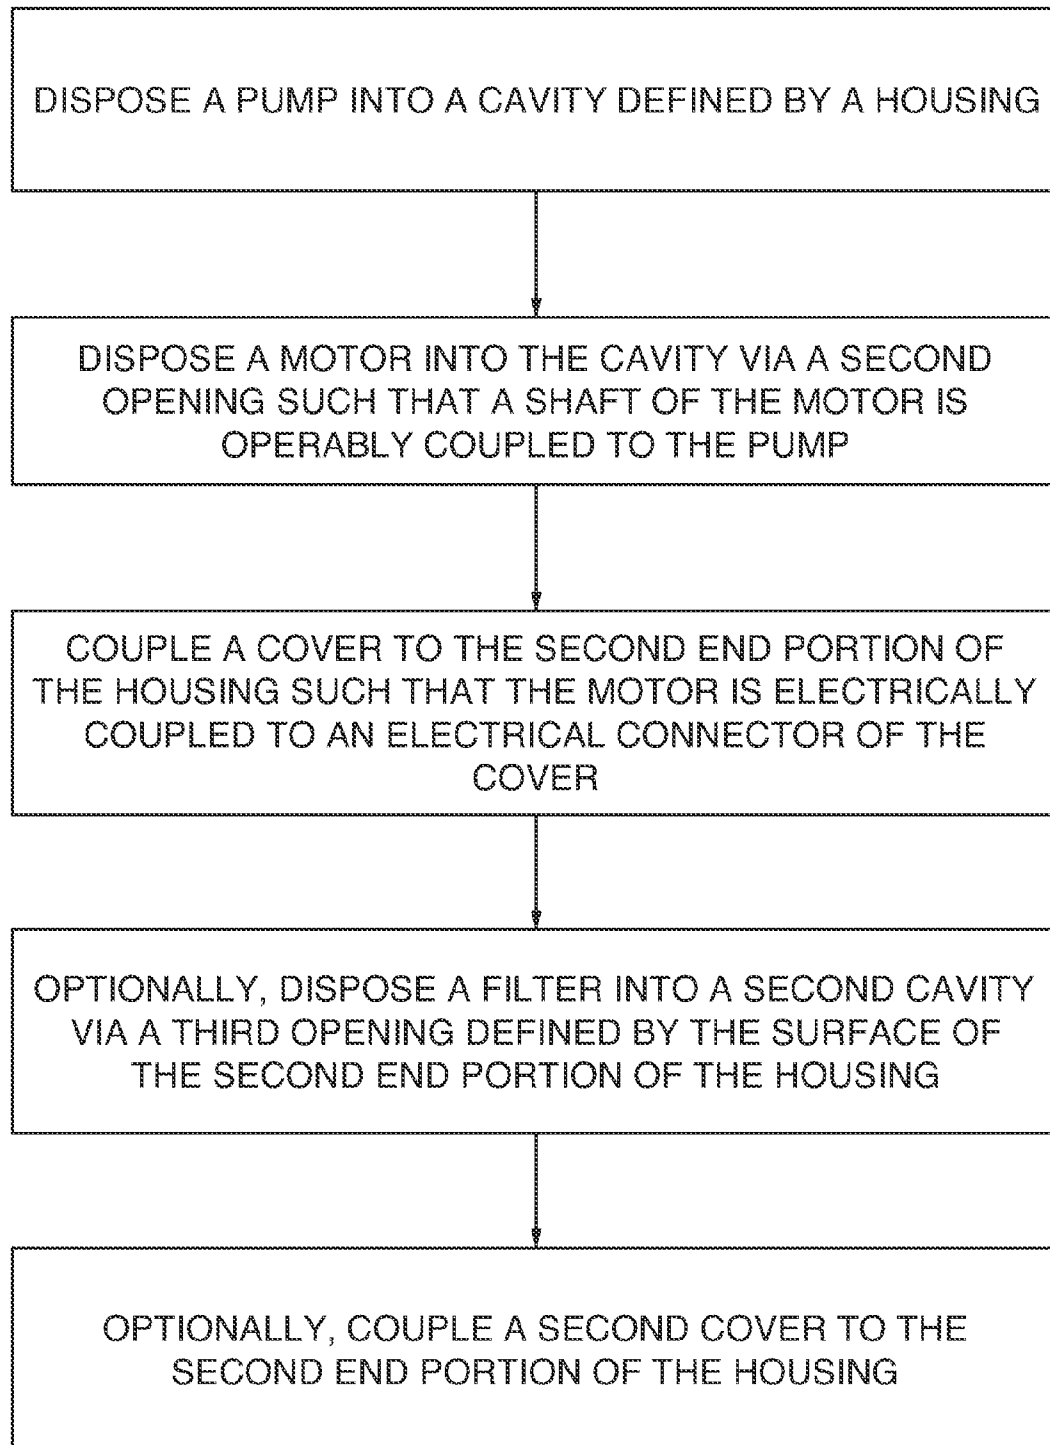 DISPOSE A PUMP INTO A CAVITY DEFINED BY A HOUSING
DISPOSE A MOTOR INTO THE CAVITY VIA A SECOND
OPENING SUCH THAT A SHAFT OF THE MOTOR IS
OPERABLY COUPLED TO THE PUMP
COUPLE A COVER TO THE SECOND END PORTION OF
THE HOUSING SUCH THAT THE MOTOR IS ELECTRICALLY
COUPLED TO AN ELECTRICAL CONNECTOR OF THE
COVER
OPTIONALLY, DISPOSE A FILTER INTO A SECOND CAVITY
VIA A THIRD OPENING DEFINED BY THE SURFACE OF
THE SECOND END PORTION OF THE HOUSING
OPTIONALLY, COUPLE A SECOND COVER TO THE
SECOND END PORTION OF THE HOUSING